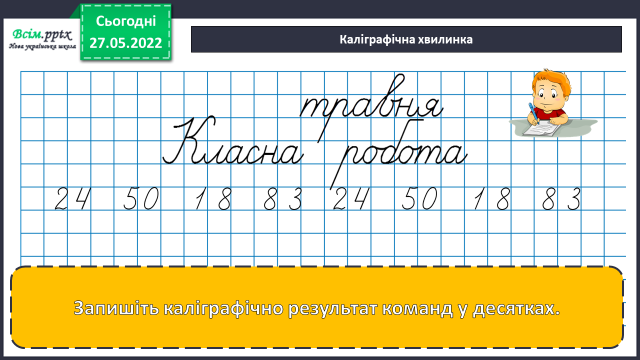 Всім.pptx
Нова українська школа
Сьогодні
27.05.2022
Каліграфічна хвилинка
травня
Класна робота
24 50 18 83 24 50 18 83
Запишіть каліграфічно результат команд у десятках.